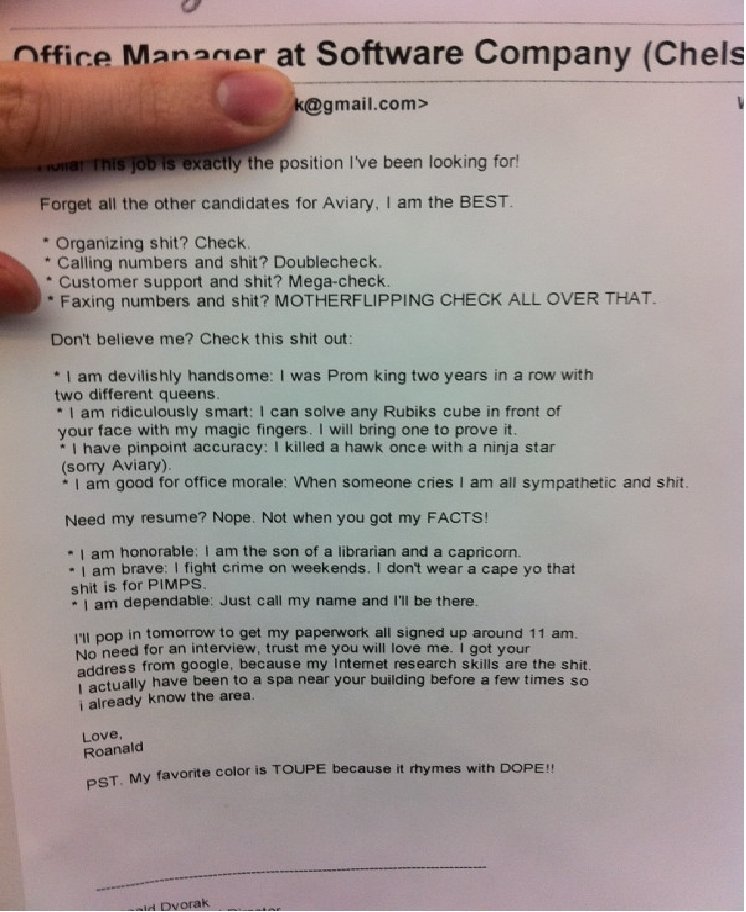 Office Manager at Software Company (Chels
k@gmail.com>
This job is exactly the position I've been looking for!
Forget all the other candidates for Aviary, I am the BEST.
* Organizing shit? Check.
* Calling numbers and shit? Doublecheck.
* Customer support and shit? Mega-check.
* Faxing numbers and shit? MOTHERFLIPPING CHECK ALL OVER THAT.
Don't believe me? Check this shit out:
* I am devilishly handsome: I was Prom king two years in a row with
two different queens.
* I am ridiculously smart: I can solve any Rubiks cube in front of
your face with my magic fingers. I will bring one to prove it.
* I have pinpoint accuracy: I killed a hawk once with a ninja star
(sorry Aviary).
* I am good for office morale: When someone cries I am all sympathetic and shit.
Need my resume? Nope. Not when you got my FACTS!
* I am honorable: I am the son of a librarian and a capricorn.
* I am brave: I fight crime on weekends. I don't wear a cape yo that
shit is for PIMPS.
* I am dependable: Just call my name and I'll be there.
I'll pop in tomorrow to get my paperwork all signed up around 11 am.
No need for an interview, trust me you will love me. I got your
address from google, because my Internet research skills are the shit.
I actually have been to a spa near your building before a few times so
i already know the area.
Love,
Roanald
PST. My favorite color is TOUPE because it rhymes with DOPE!!
Dvorak